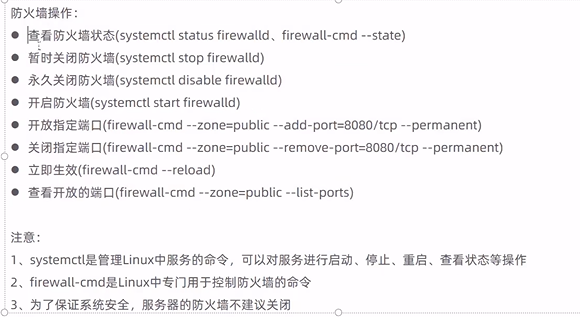 防火墙操作：
● 查看防火墙状态(systemctl status firewalld、firewall-cmd --state)
● 暂时关闭防火墙(systemctl stop firewalld)
● 永久关闭防火墙(systemctl disable firewalld)
● 开启防火墙(systemctl start firewalld)
● 开放指定端口(firewall-cmd --zone=public --add-port=8080/tcp --permanent)
● 关闭指定端口(firewall-cmd --zone=public --remove-port=8080/tcp --permanent)
● 立即生效(firewall-cmd --reload)
● 查看开放的端口(firewall-cmd --zone=public --list-ports)
注意：
1、systemctl是管理Linux中服务的命令，可以对服务进行启动、停止、重启、查看状态等操作
2、firewall-cmd是Linux中专门用于控制防火墙的命令
3、为了保证系统安全，服务器的防火墙不建议关闭